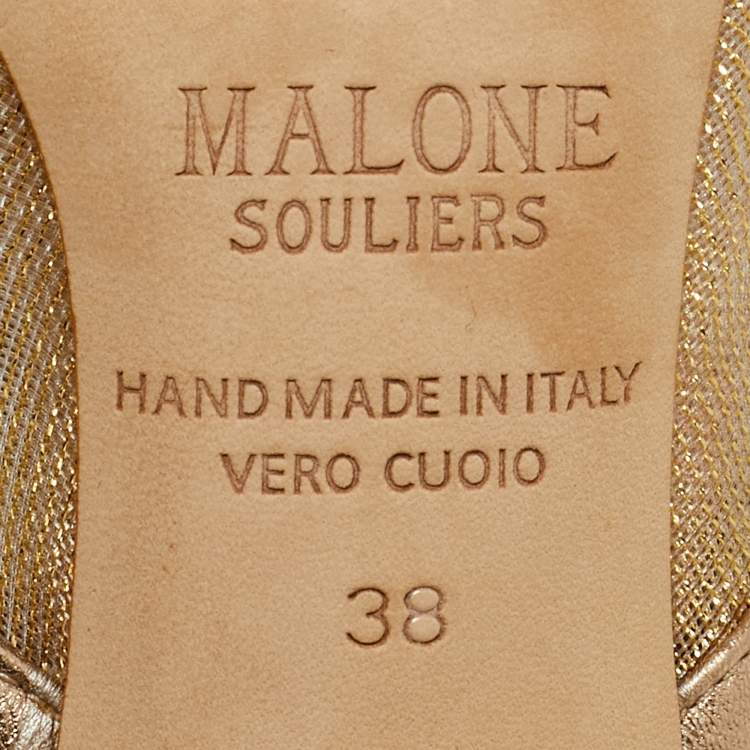 MALONE
SOULIERS
HAND MADE IN ITALY
VERO CUOIO
38